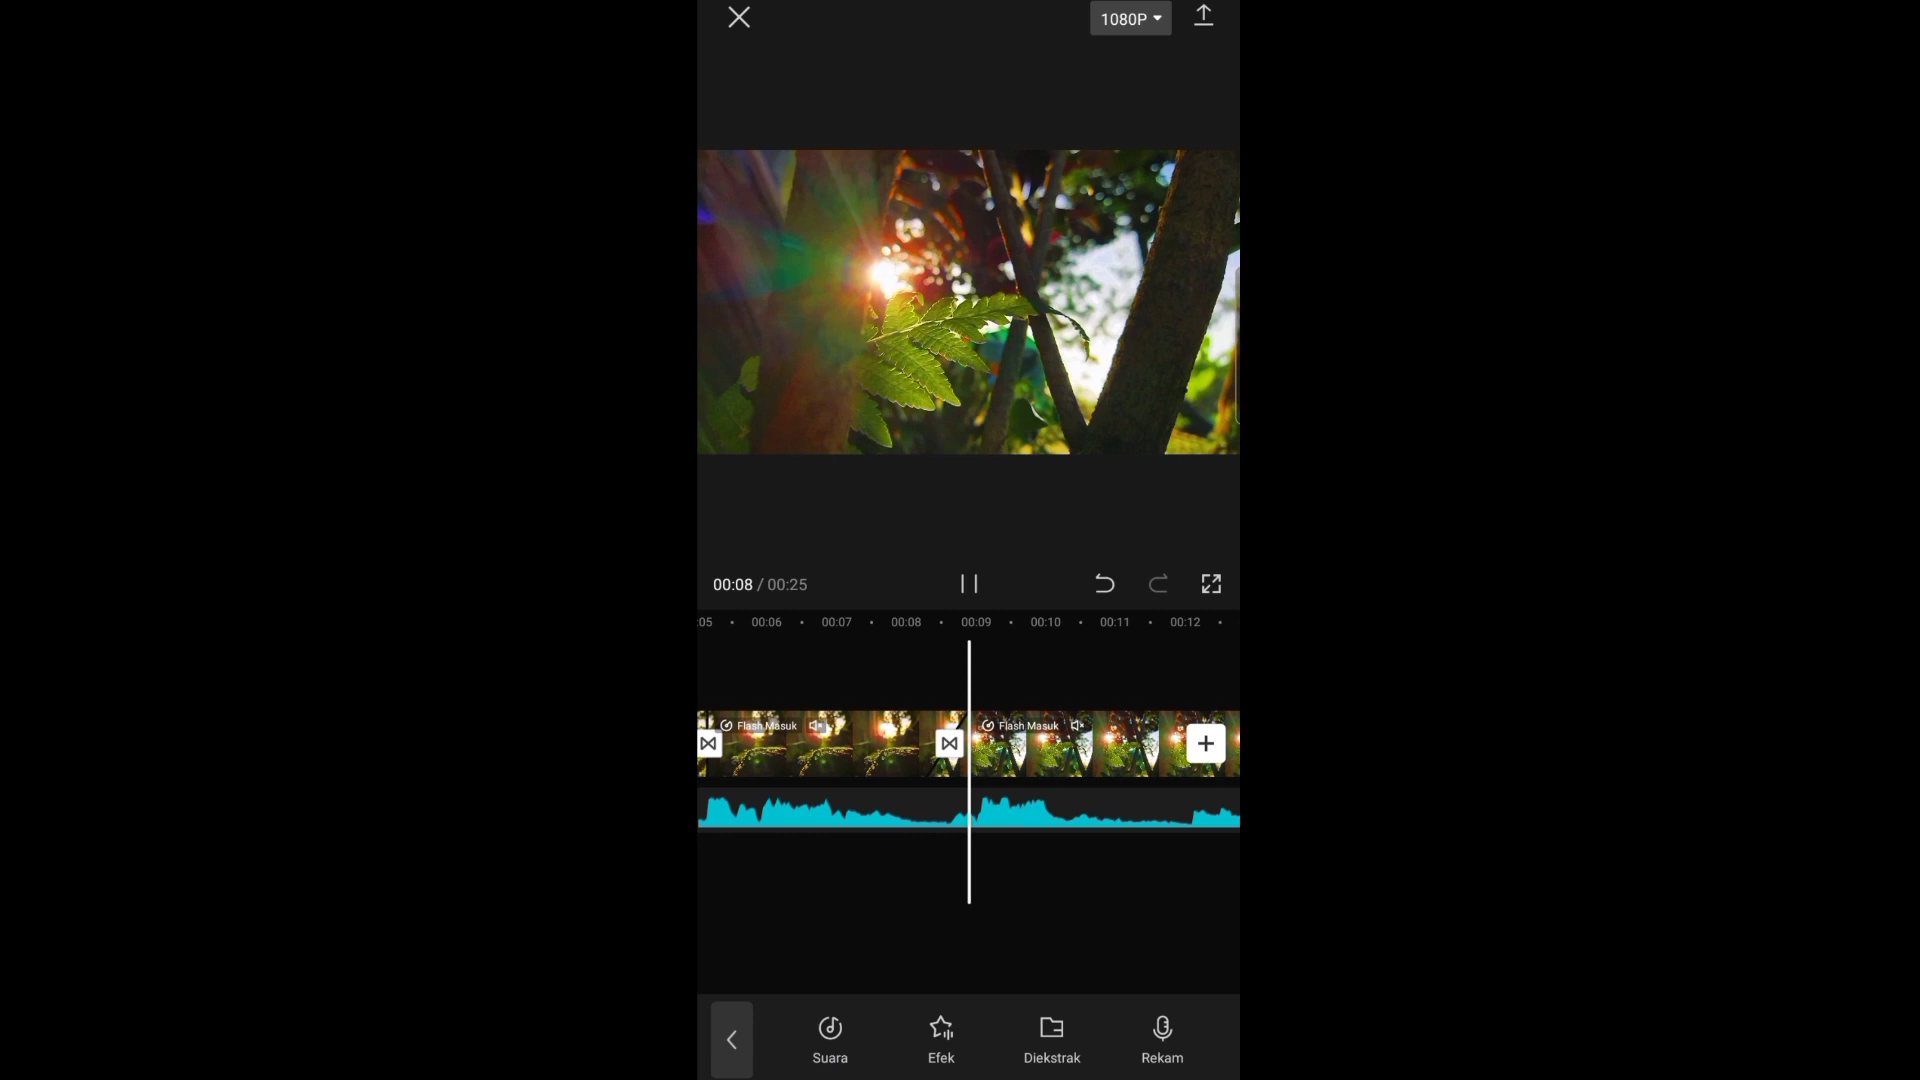 1080P
00:08 / 00:25
:05 00:06 00:07 00:08 00:09 00:10 00:11 00:12
Flash Masuk Flash Masuk
Suara Efek Diekstrak Rekam